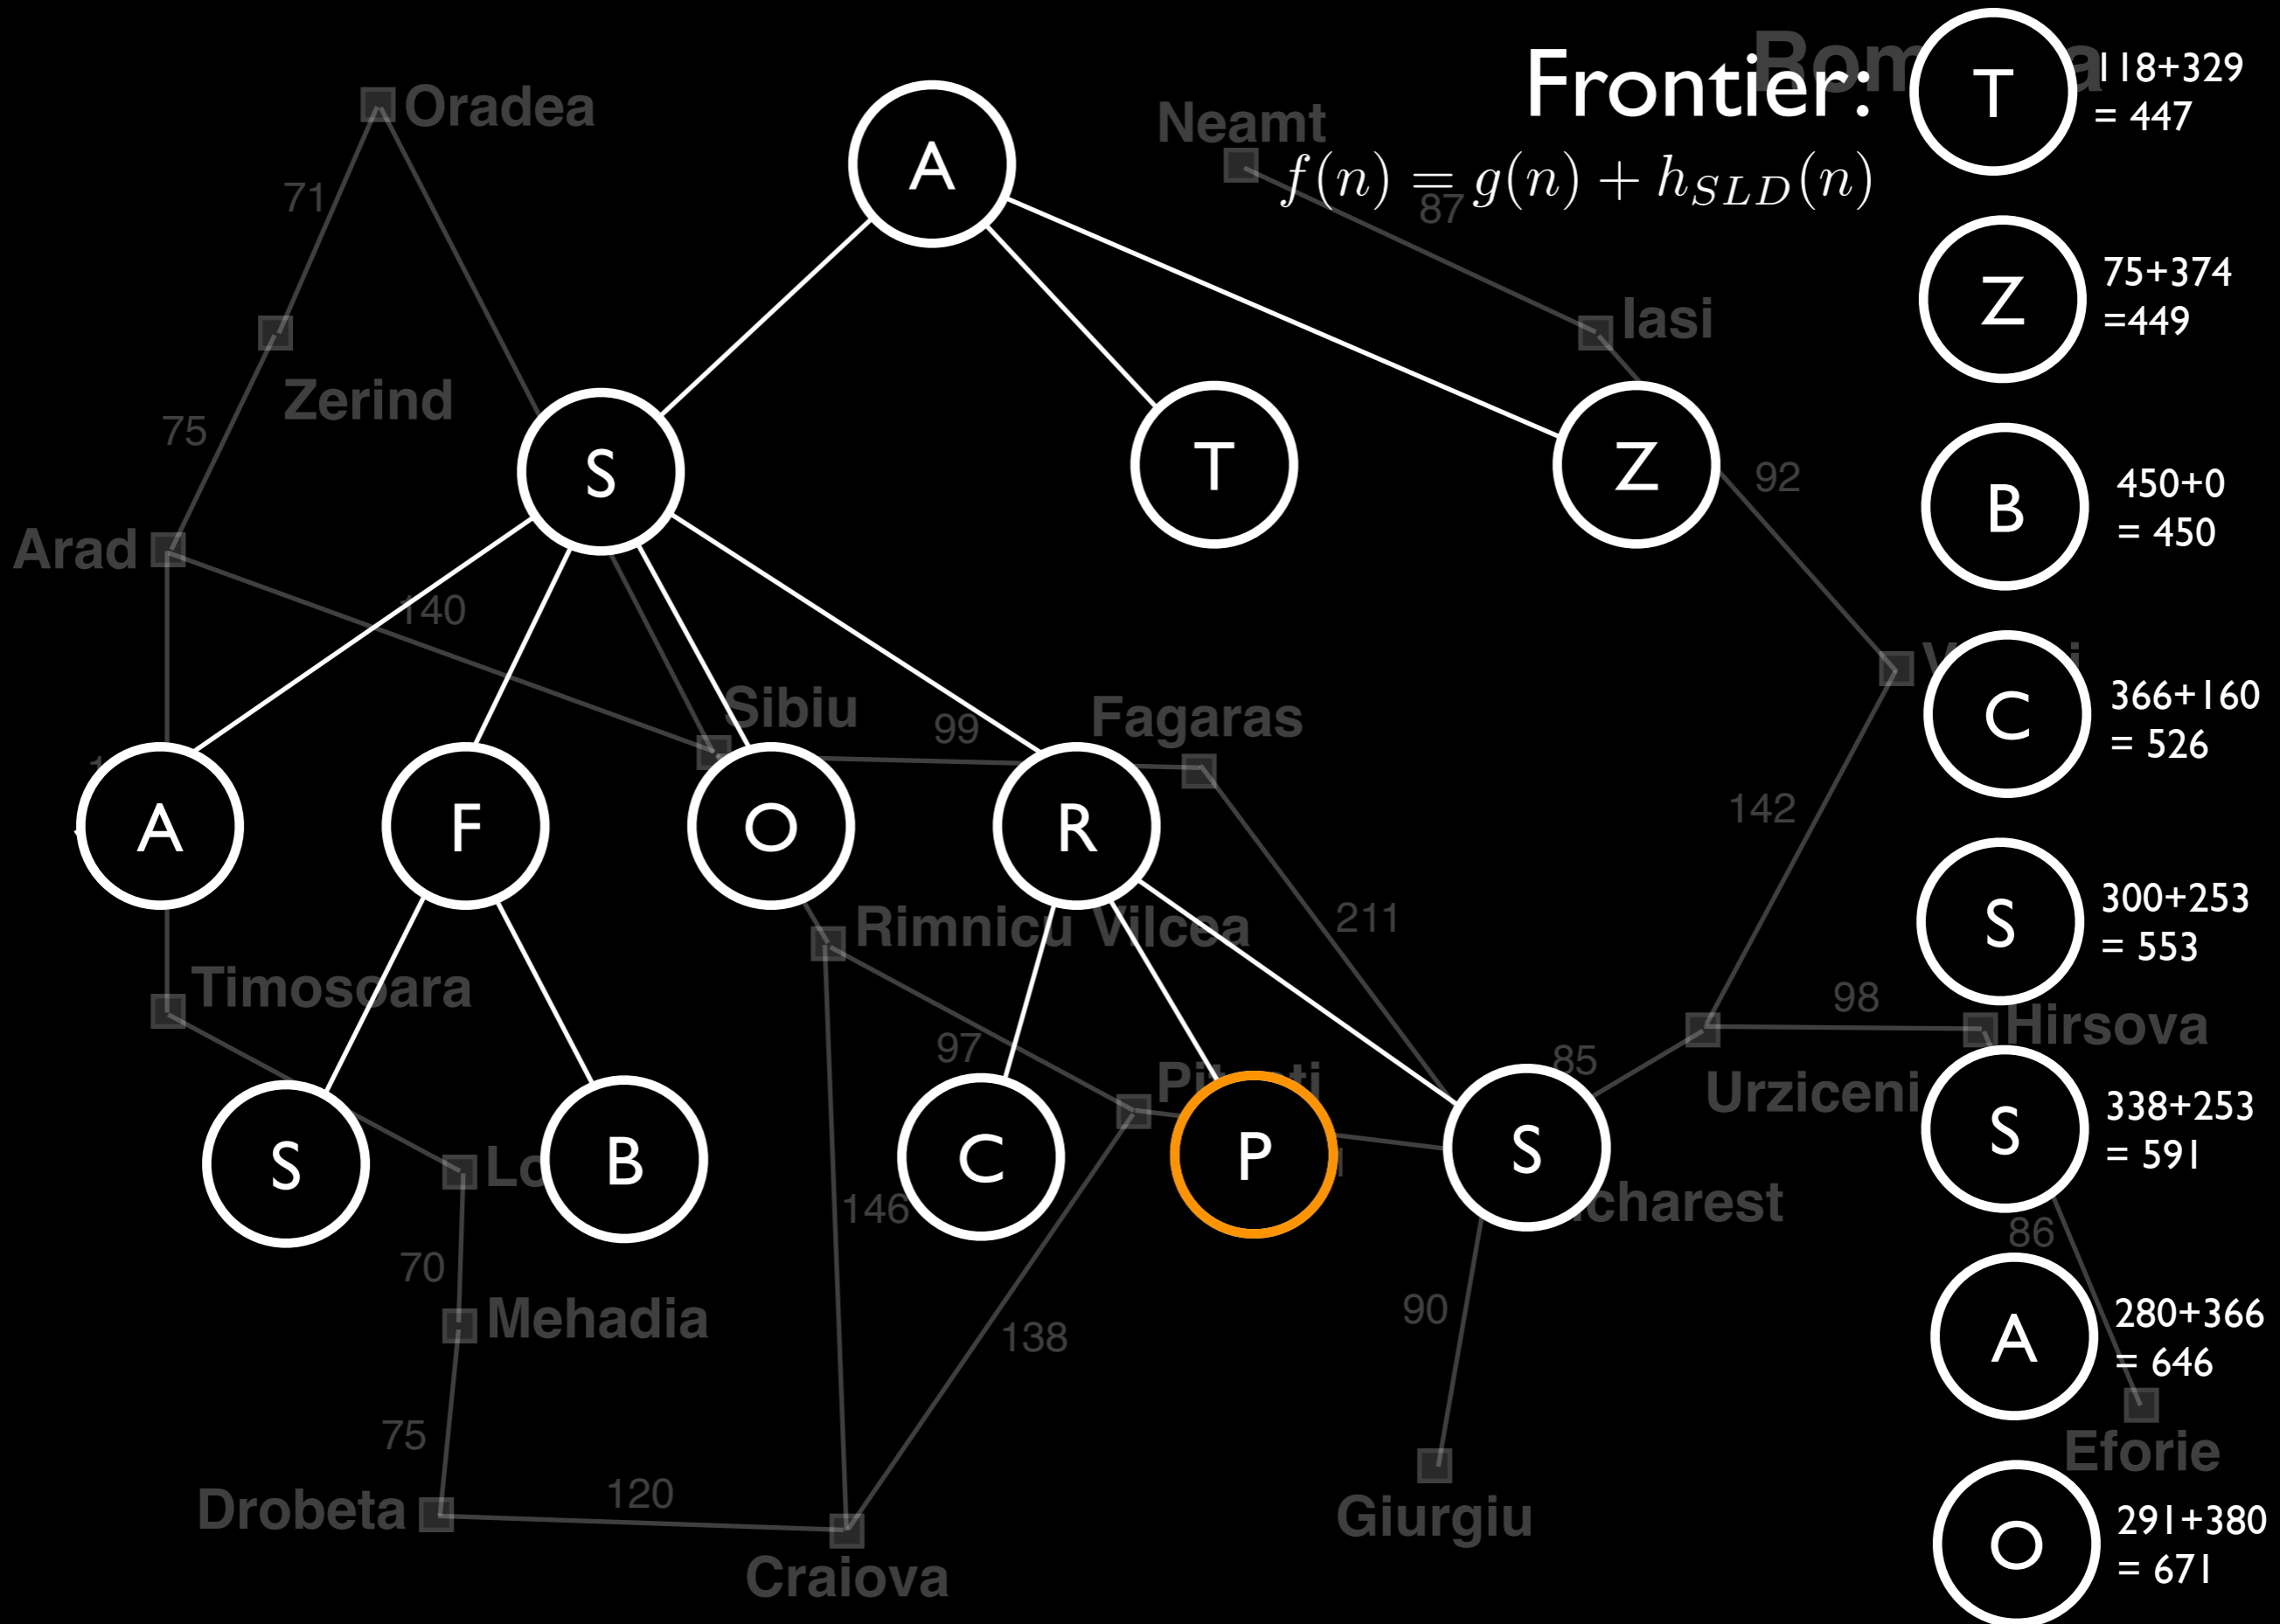 Frontier:
f(n) = g(n) + h_{SLD}(n)
T
118+329
= 447
Z
75+374
=449
B
450+0
= 450
C
366+160
= 526
S
300+253
= 553
S
338+253
= 591
A
280+366
= 646
O
291+380
= 671
A
S
T
Z
A
F
O
R
S
B
C
P
S
Oradea
Neamt
71
87
Zerind
Iasi
75
92
Arad
140
Sibiu
99
Fagaras
142
Rimnicu Vilcea
211
Timosoara
97
98
Hirsova
85
Urziceni
146
86
70
Mehadia
90
138
75
Eforie
Drobeta
120
Giurgiu
Craiova